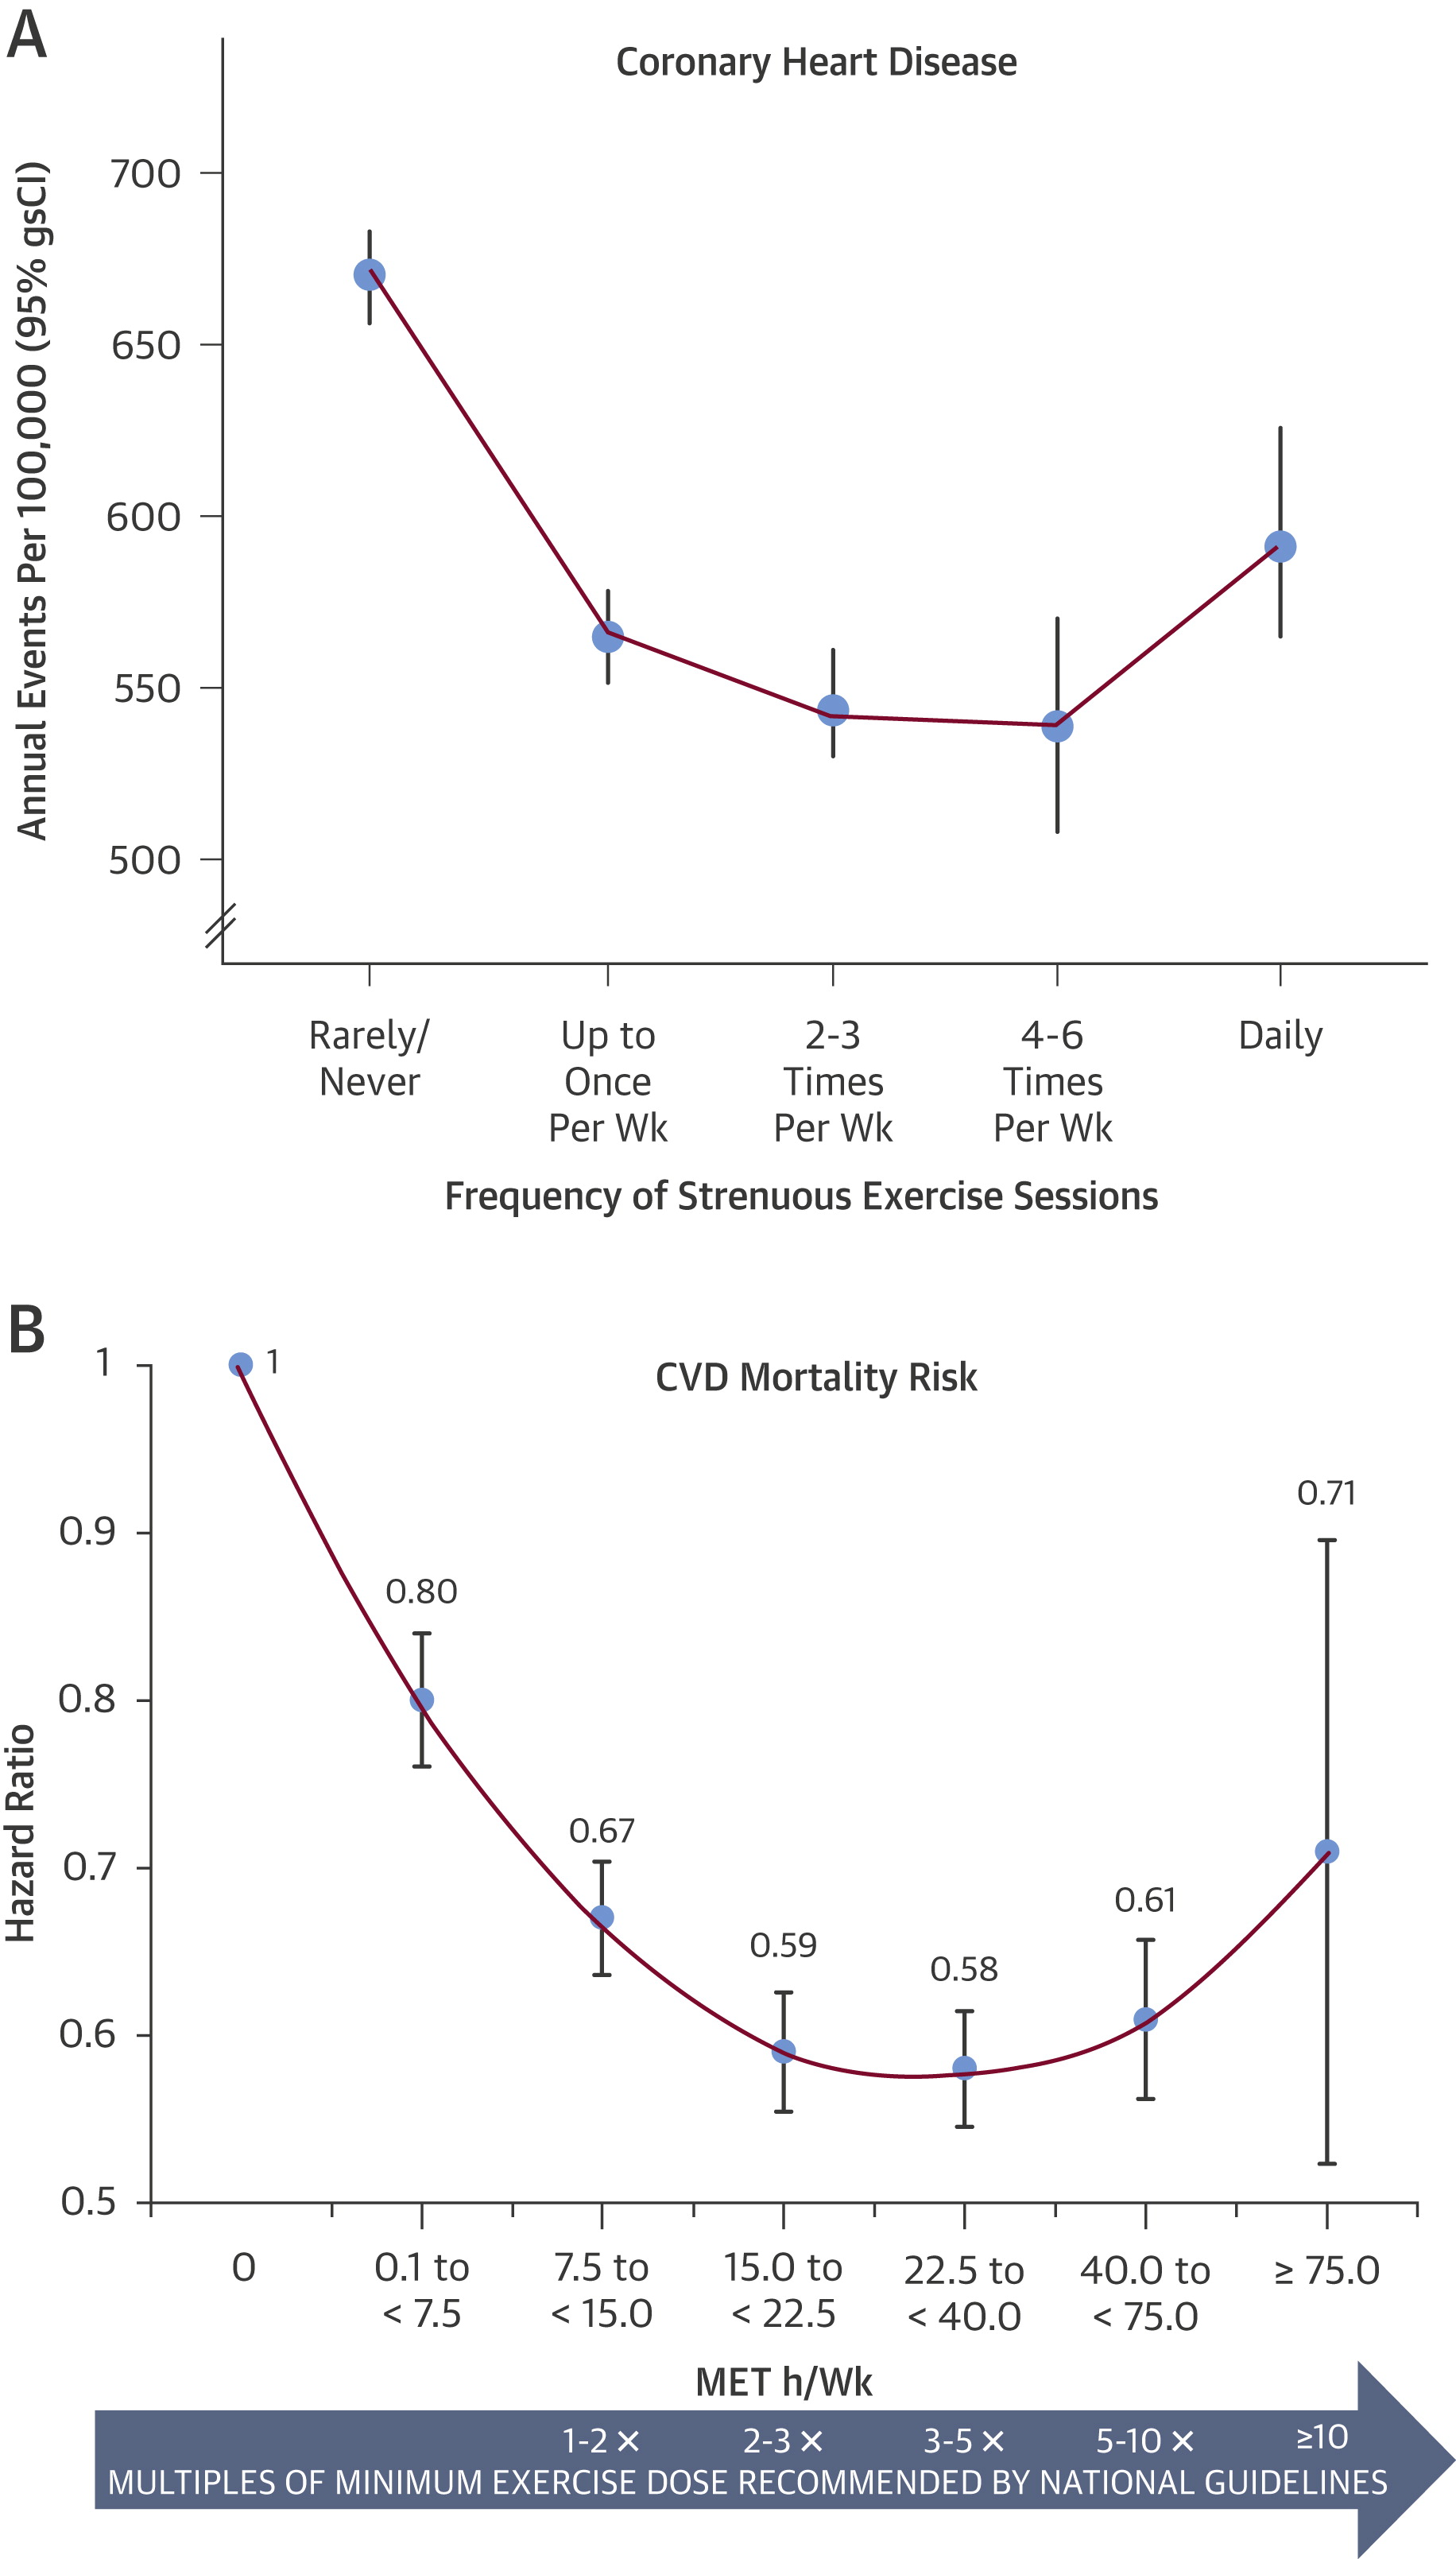 A
Coronary Heart Disease
Annual Events Per 100,000 (95% gsCI)
700
650
600
550
500
Rarely/
Never
Up to
Once
Per Wk
2-3
Times
Per Wk
4-6
Times
Per Wk
Daily
Frequency of Strenuous Exercise Sessions
B
CVD Mortality Risk
Hazard Ratio
1
0.9
0.8
0.7
0.6
0.5
1
0.80
0.67
0.59
0.58
0.61
0.71
0
0.1 to
< 7.5
7.5 to
< 15.0
15.0 to
< 22.5
22.5 to
< 40.0
40.0 to
< 75.0
≥ 75.0
MET h/Wk
1-2 ×
2-3 ×
3-5 ×
5-10 ×
≥10
MULTIPLES OF MINIMUM EXERCISE DOSE RECOMMENDED BY NATIONAL GUIDELINES